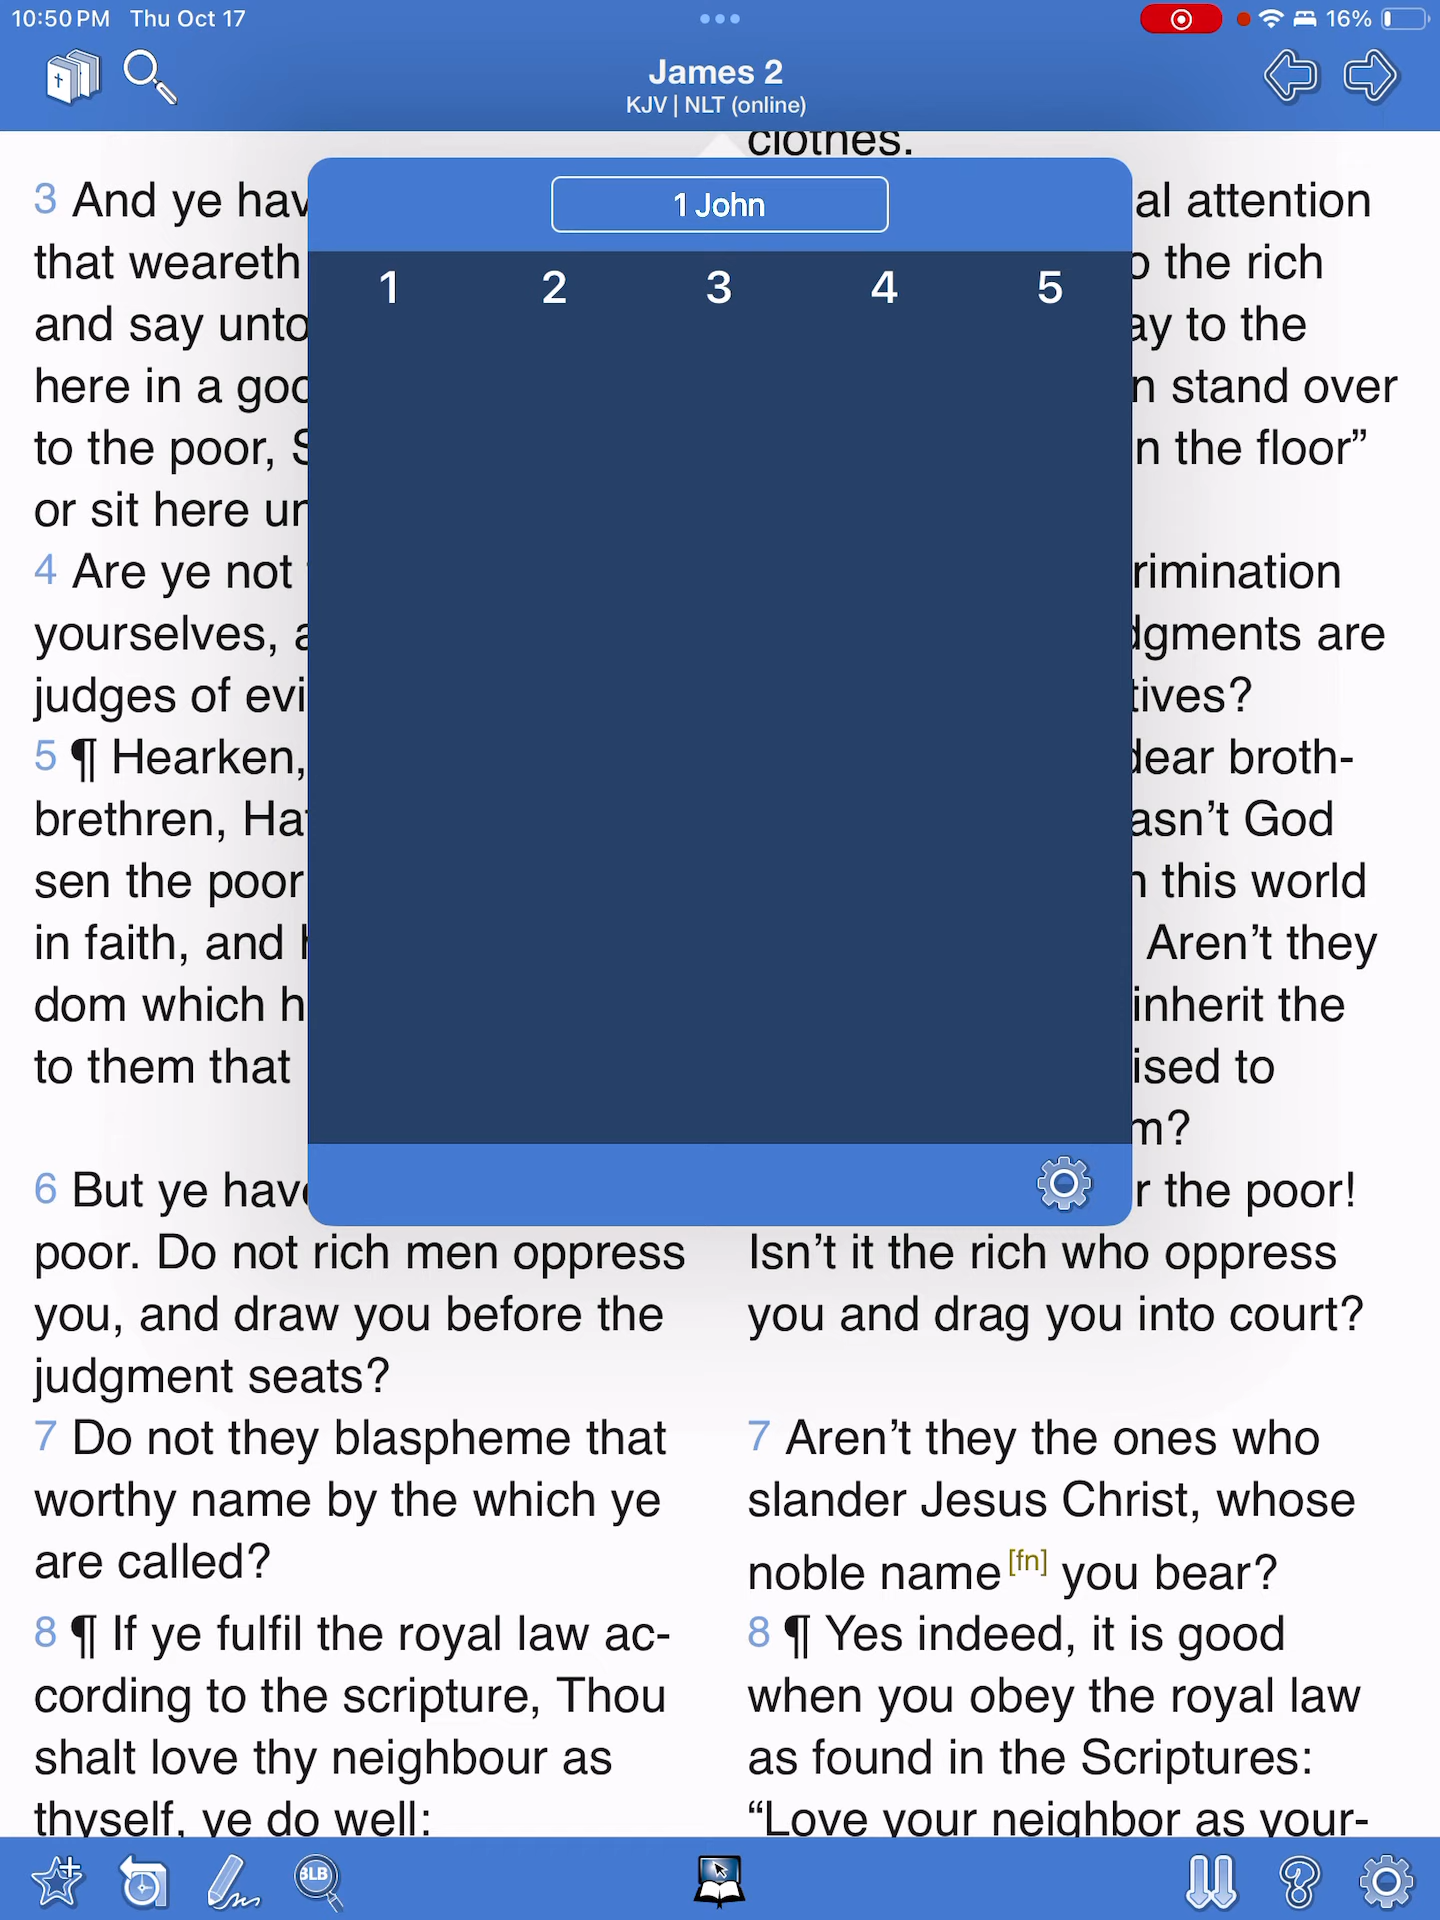 10:50 PM Thu Oct 17
16%
James 2
KJV | NLT (online)
clothes.
1 John
1 2 3 4 5
3 And ye hav
that weareth
and say unto
here in a goo
to the poor, S
or sit here un
4 Are ye not
yourselves, a
judges of evi
5 ¶ Hearken,
brethren, Hat
sen the poor
in faith, and h
dom which h
to them that
6 But ye have
poor. Do not rich men oppress
you, and draw you before the
judgment seats?
7 Do not they blaspheme that
worthy name by the which ye
are called?
8 ¶ If ye fulfil the royal law ac-
cording to the scripture, Thou
shalt love thy neighbour as
thyself, ye do well:
al attention
o the rich
ay to the
n stand over
n the floor”
rimination
dgments are
tives?
dear broth-
asn’t God
n this world
Aren’t they
inherit the
ised to
m?
r the poor!
Isn’t it the rich who oppress
you and drag you into court?
7 Aren’t they the ones who
slander Jesus Christ, whose
noble name [fn] you bear?
8 ¶ Yes indeed, it is good
when you obey the royal law
as found in the Scriptures:
“Love your neighbor as your-
BLB